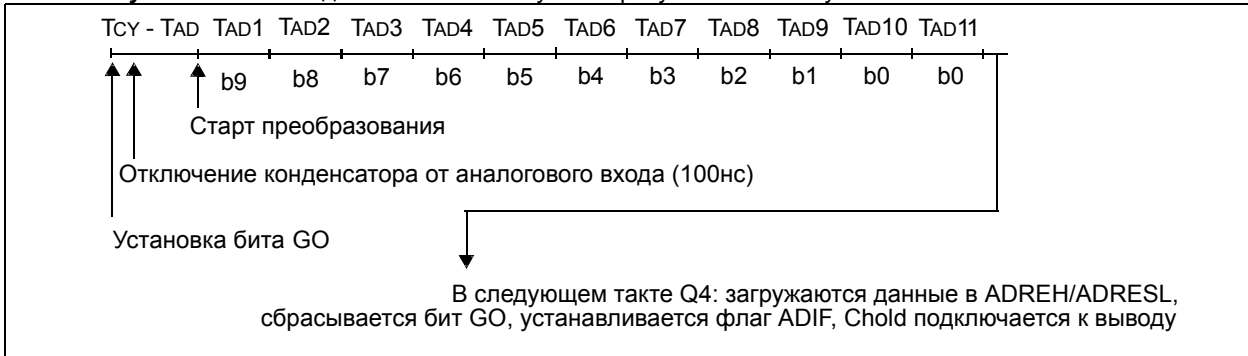 TCY - TAD TAD1 TAD2 TAD3 TAD4 TAD5 TAD6 TAD7 TAD8 TAD9 TAD10 TAD11
b9 b8 b7 b6 b5 b4 b3 b2 b1 b0 b0
Старт преобразования
Отключение конденсатора от аналогового входа (100нс)
Установка бита GO
В следующем такте Q4: загружаются данные в ADREH/ADRESL,
сбрасывается бит GO, устанавливается флаг ADIF, Chold подключается к выводу